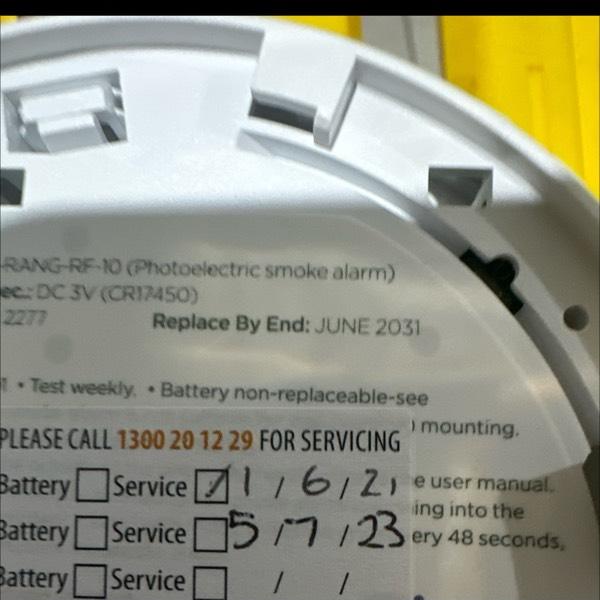 -RANG-RF-10 (Photoelectric smoke alarm)
ec.: DC 3V (CR17450)
2277 Replace By End: JUNE 2031
• Test weekly. • Battery non-replaceable-see
mounting.
PLEASE CALL 1300 20 12 29 FOR SERVICING
e user manual.
Battery Service 1 / 6 / 21
ing into the
Battery Service 5 / 7 / 23
ery 48 seconds,
Battery Service / /